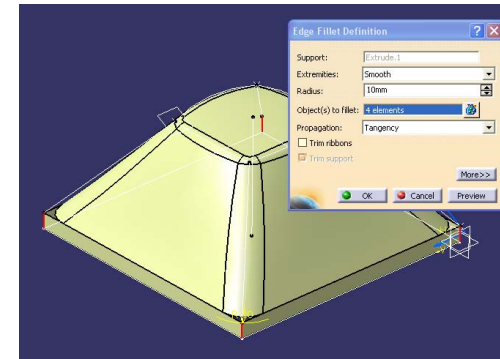 Edge Fillet Definition
Support: Extrude.1
Extremities: Smooth
Radius: 10mm
Object(s) to fillet: 4 elements
Propagation: Tangency
Trim ribbons
Trim support
More>>
OK Cancel Preview